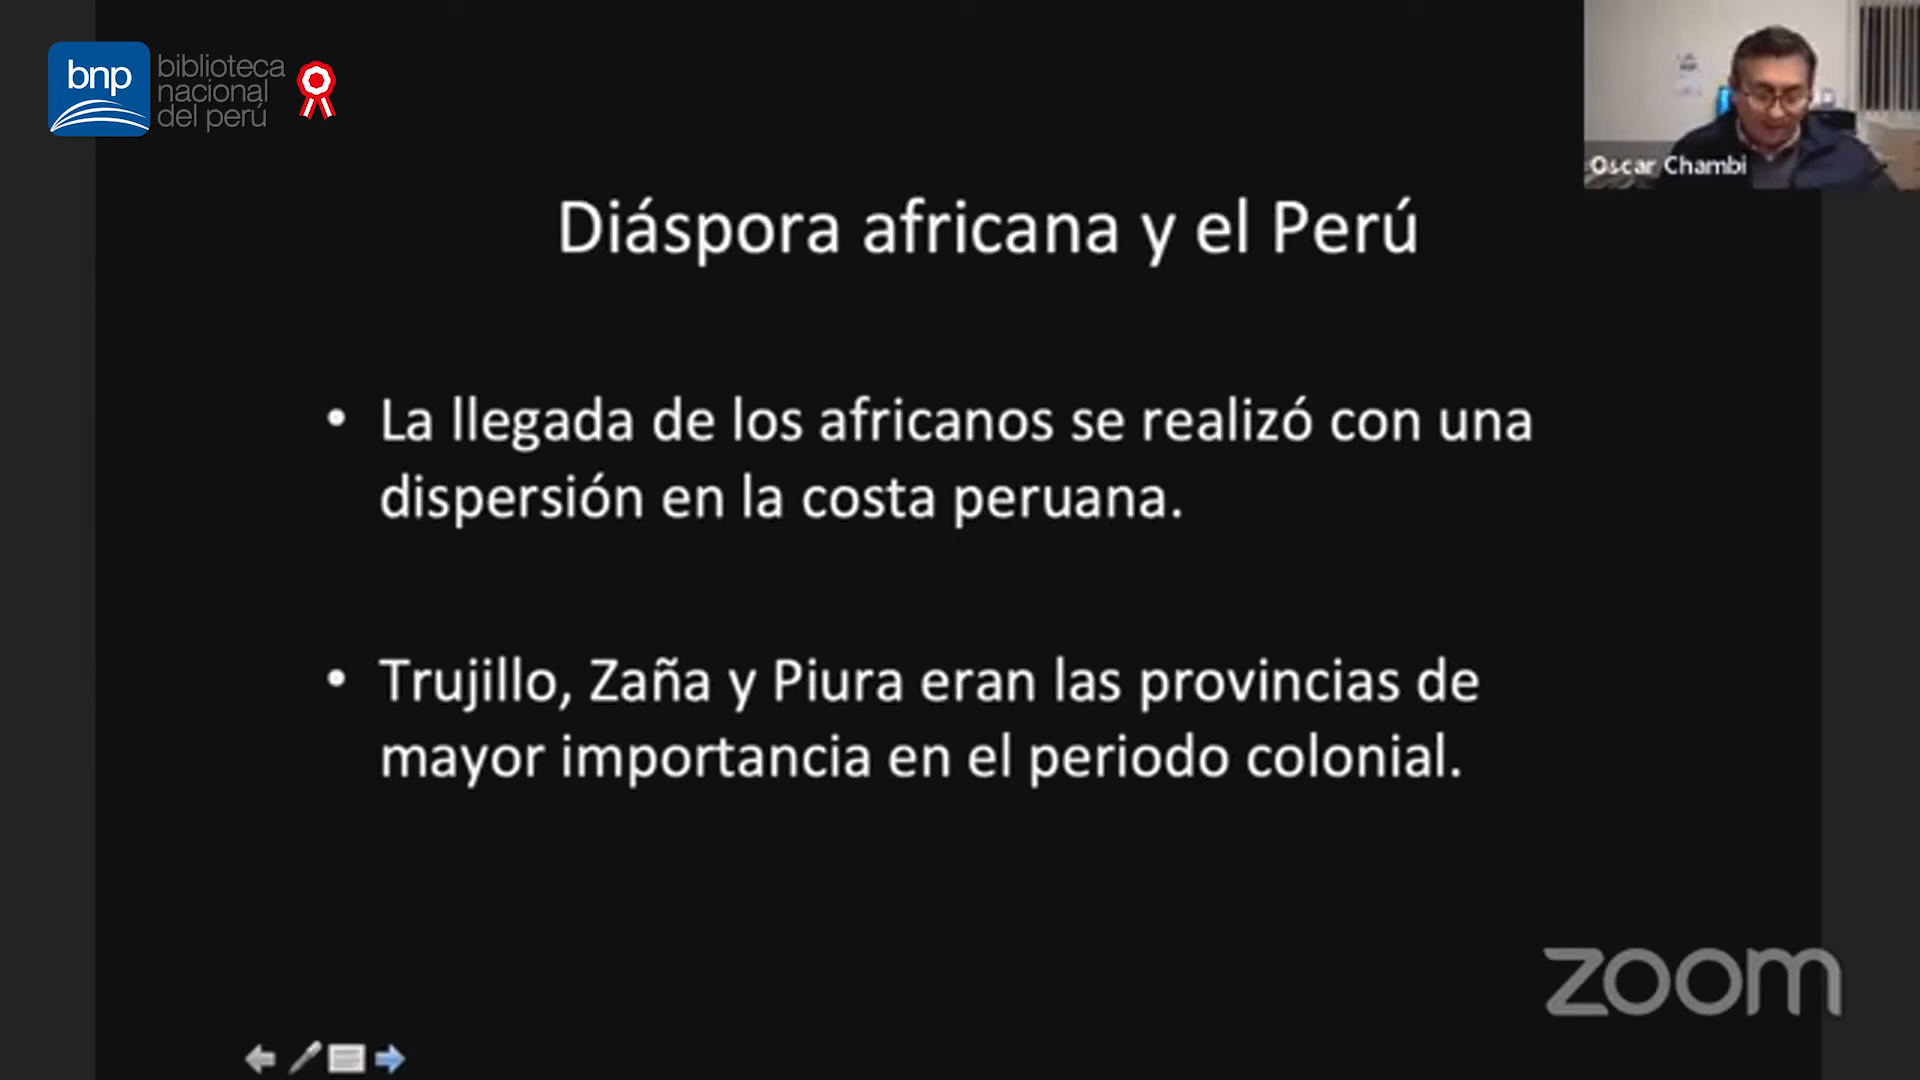 bnp
biblioteca
nacional
del perú
Oscar Chambi
Diáspora africana y el Perú
• La llegada de los africanos se realizó con una
dispersión en la costa peruana.
• Trujillo, Zaña y Piura eran las provincias de
mayor importancia en el periodo colonial.
zoom